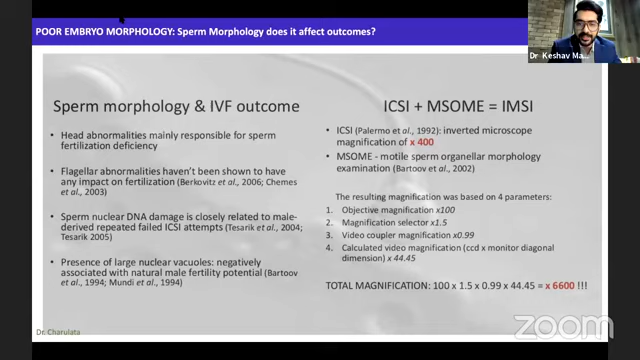 POOR EMBRYO MORPHOLOGY: Sperm Morphology does it affect outcomes?
Dr Keshav Ma...
Sperm morphology & IVF outcome
• Head abnormalities mainly responsible for sperm
fertilization deficiency
• Flagellar abnormalities haven't been shown to have
any impact on fertilization (Berkovitz et al., 2006; Chemes
et al., 2003)
• Sperm nuclear DNA damage is closely related to male-
derived repeated failed ICSI attempts (Tesarik et al., 2004;
Tesarik 2005)
• Presence of large nuclear vacuoles: negatively
associated with natural male fertility potential (Bartoov
et al., 1994; Mundi et al., 1994)
ICSI + MSOME = IMSI
• ICSI (Palermo et al., 1992): inverted microscope
magnification of x 400
• MSOME - motile sperm organellar morphology
examination (Bartoov et al., 2002)
The resulting magnification was based on 4 parameters:
1. Objective magnification x100
2. Magnification selector x1.5
3. Video coupler magnification x0.99
4. Calculated video magnification (ccd x monitor diagonal
dimension) x 44.45
TOTAL MAGNIFICATION: 100 x 1.5 x 0.99 x 44.45 = x 6600 !!!
Dr. Charulata
zoom